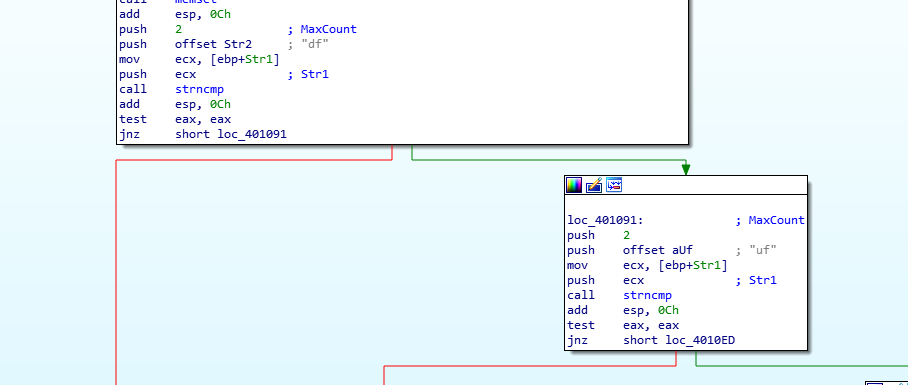 call memset
add esp, 0Ch
push 2 ; MaxCount
push offset Str2 ; "df"
mov ecx, [ebp+Str1]
push ecx ; Str1
call strncmp
add esp, 0Ch
test eax, eax
jnz short loc_401091
loc_401091: ; MaxCount
push 2
push offset aUf ; "uf"
mov ecx, [ebp+Str1]
push ecx ; Str1
call strncmp
add esp, 0Ch
test eax, eax
jnz short loc_4010ED